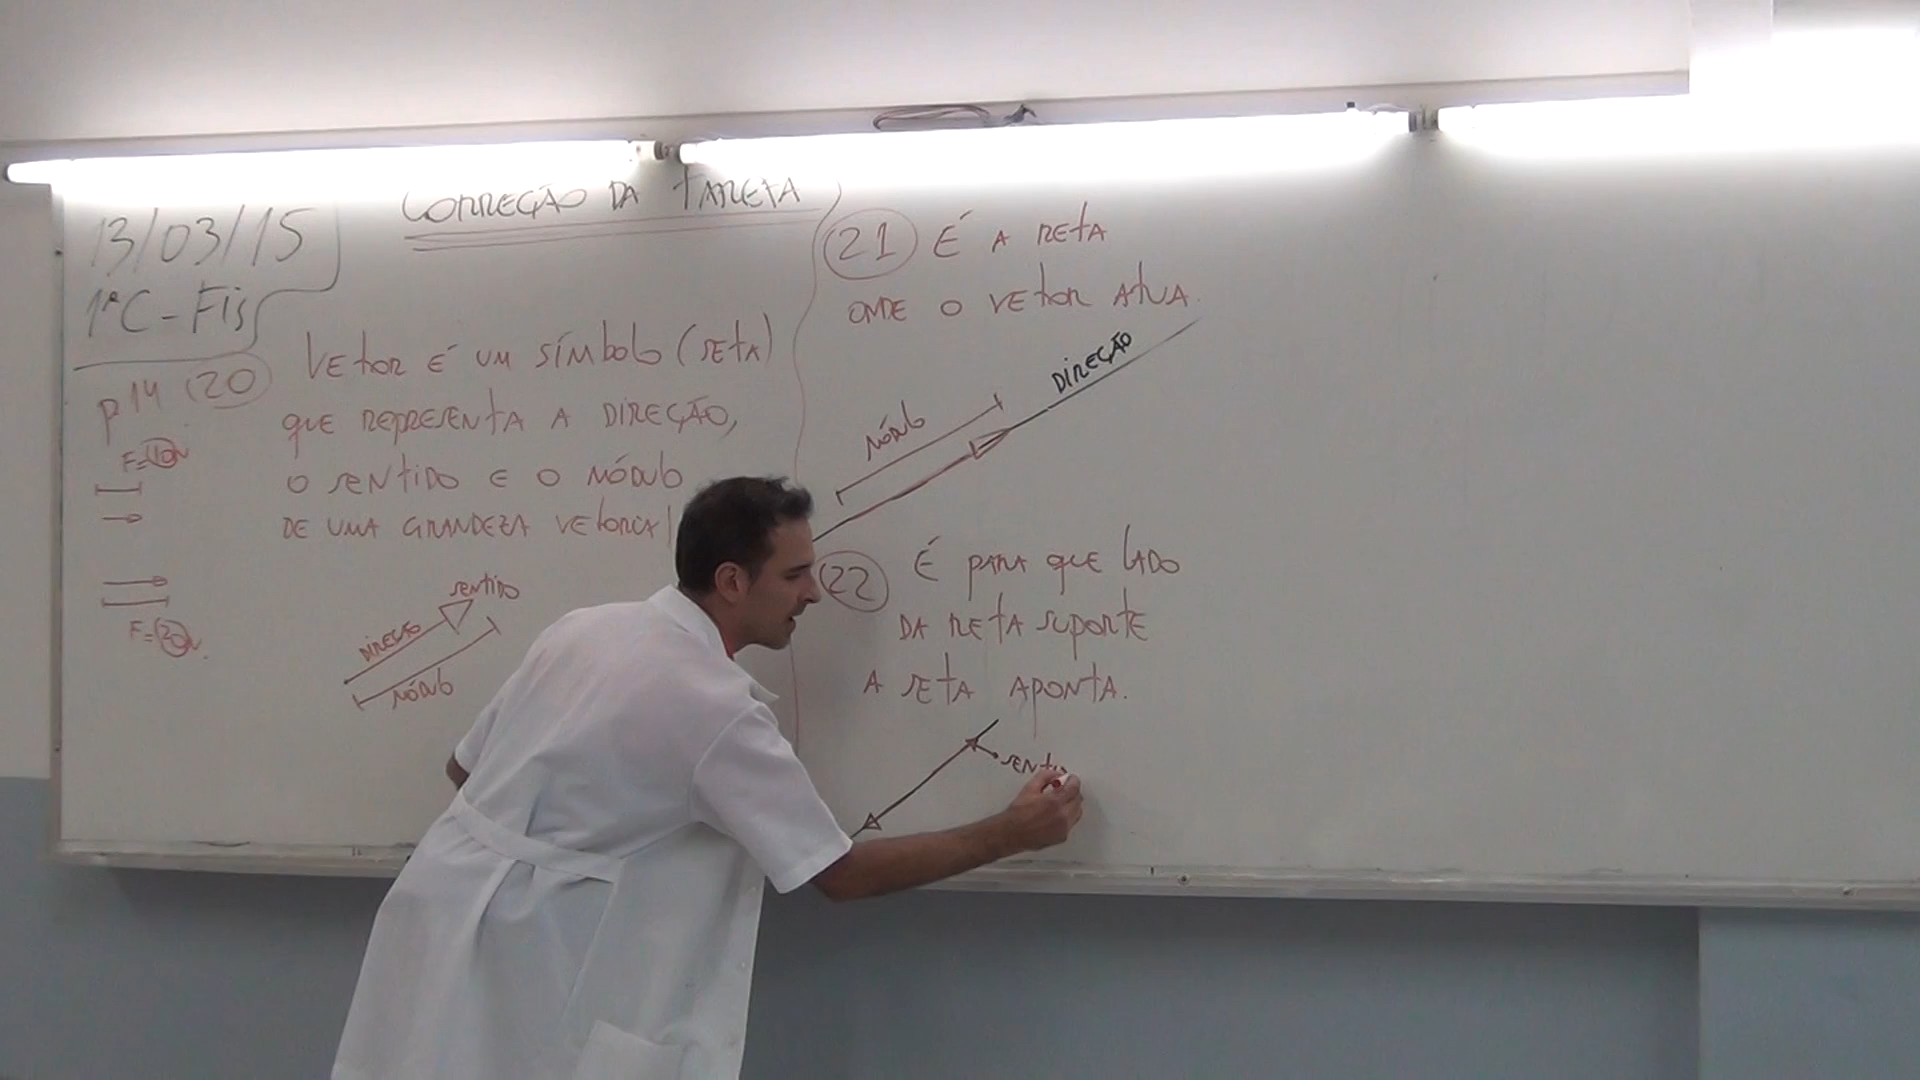 CORREÇÃO DA TAREFA
13/03/15
1ºC - Fis
p14 20 VETOR É UM SÍMBOLO (SETA)
QUE REPRESENTA A DIREÇÃO,
O SENTIDO E O MÓDULO
DE UMA GRANDEZA VETORIAL
F=10N
F=20N
DIREÇÃO
SENTIDO
MÓDULO
21 É A RETA
ONDE O VETOR ATUA.
MÓDULO
DIREÇÃO
22 É PARA QUE LADO
DA RETA SUPORTE
A SETA APONTA.
SENTI